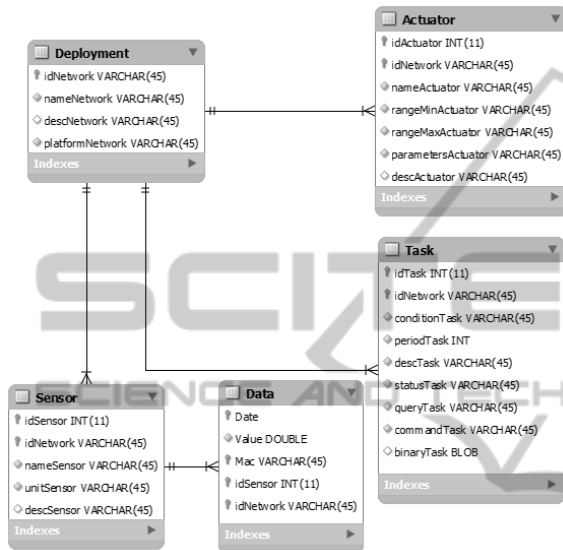 Deployment
idNetwork VARCHAR(45)
nameNetwork VARCHAR(45)
descNetwork VARCHAR(45)
platformNetwork VARCHAR(45)
Indexes
Actuator
idActuator INT(11)
idNetwork VARCHAR(45)
nameActuator VARCHAR(45)
rangeMinActuator VARCHAR(45)
rangeMaxActuator VARCHAR(45)
parametersActuator VARCHAR(45)
descActuator VARCHAR(45)
Indexes
Task
idTask INT(11)
idNetwork VARCHAR(45)
conditionTask VARCHAR(45)
periodTask INT
descTask VARCHAR(45)
statusTask VARCHAR(45)
queryTask VARCHAR(45)
commandTask VARCHAR(45)
binaryTask BLOB
Indexes
Sensor
idSensor INT(11)
idNetwork VARCHAR(45)
nameSensor VARCHAR(45)
unitSensor VARCHAR(45)
descSensor VARCHAR(45)
Indexes
Data
Date
Value DOUBLE
Mac VARCHAR(45)
idSensor INT(11)
idNetwork VARCHAR(45)
Indexes
SCITE
SCIENCE AND TECH